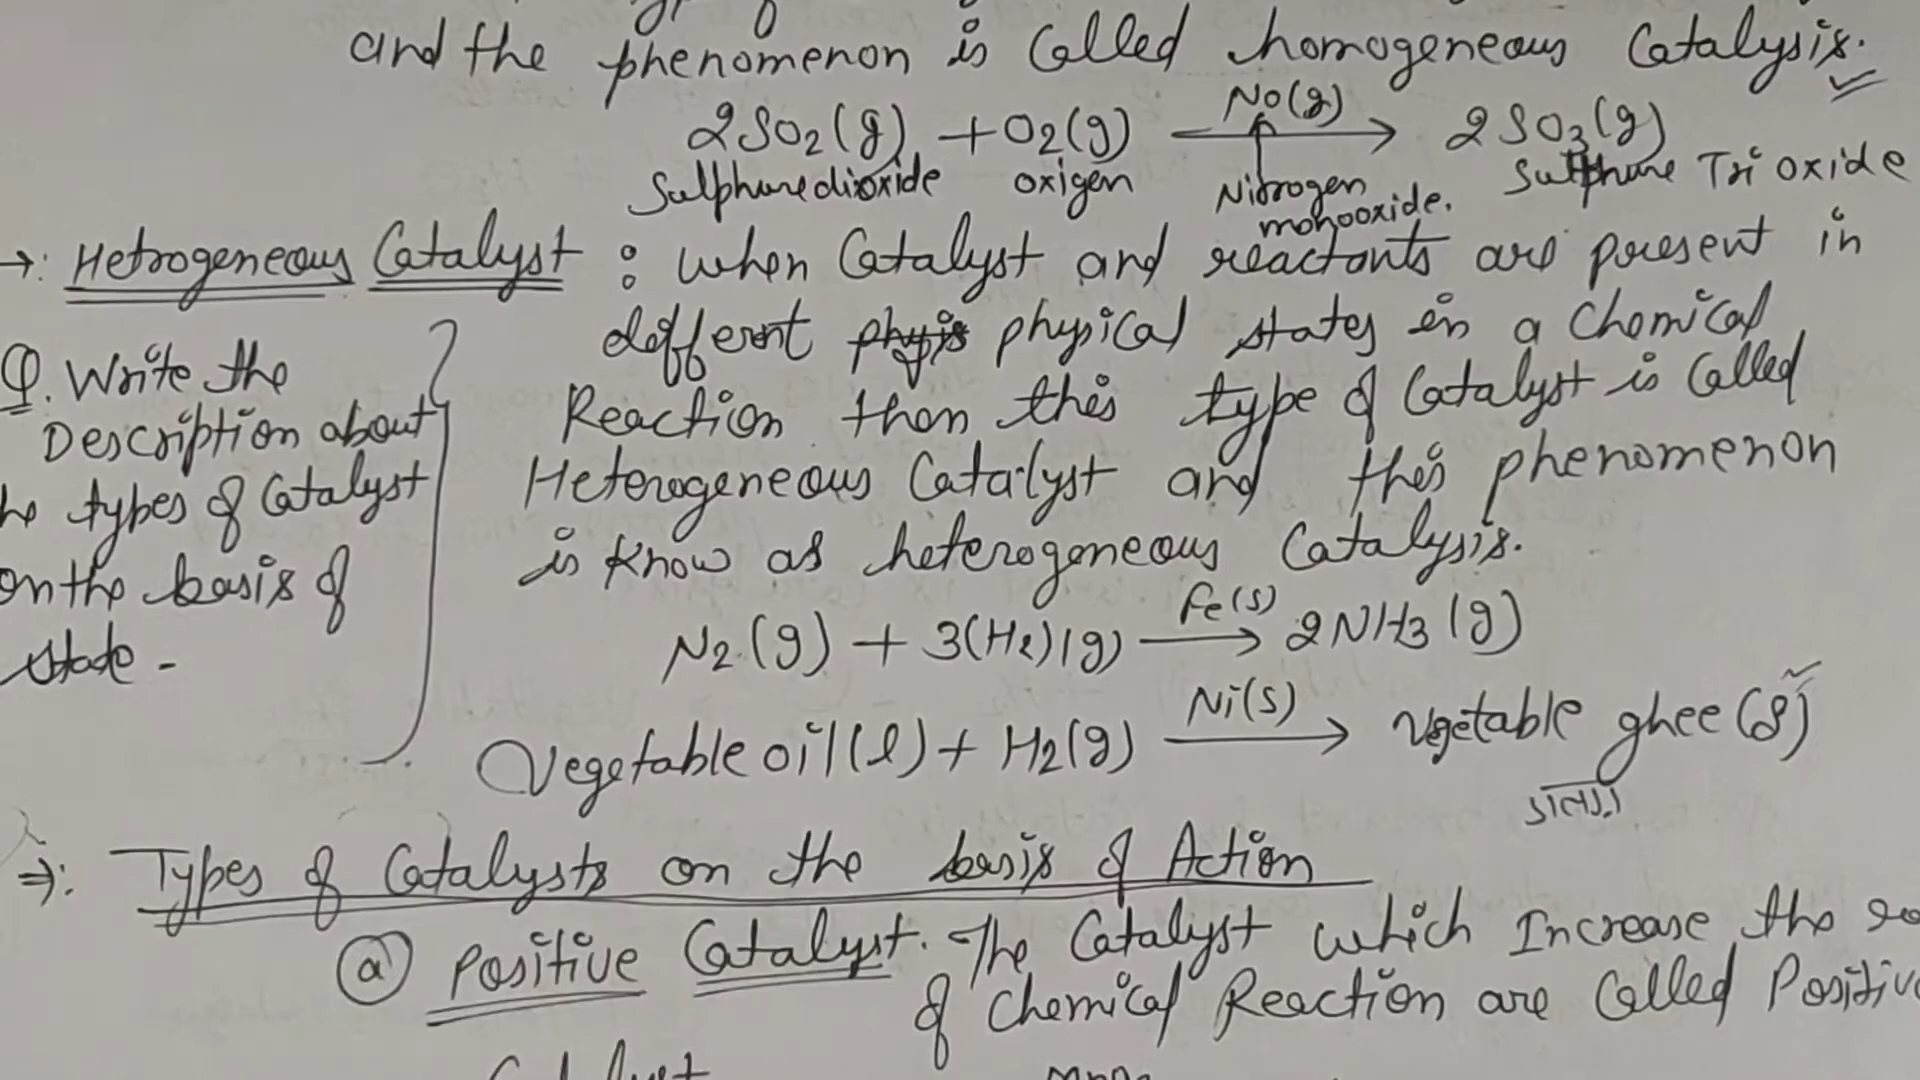 and the phenomenon is Called homogeneous Catalysis.
2SO2(g) + O2(g) No(g) → 2SO3(g)
Sulphuredioxide oxigen Nitrogen monooxide. Sulphure Tri oxide
→: Hetrogeneous Catalyst : when Catalyst and reactants are present in
different physical states in a Chemical
Reaction then this type of Catalyst is Called
Heterogeneous Catalyst and this phenomenon
is know as heterogeneous Catalysis.
Q. Write the
Description about
he types of Catalyst
on the basis of
state -
N2(g) + 3(H2)(g) Fe(s) → 2NH3(g)
Vegetable oil(l) + H2(g) Ni(s) → Vegetable ghee (s)
⇒: Types of Catalysts on the basis of Action
(a) Positive Catalyst. The Catalyst which Increase the
of Chemical Reaction are Called Positive